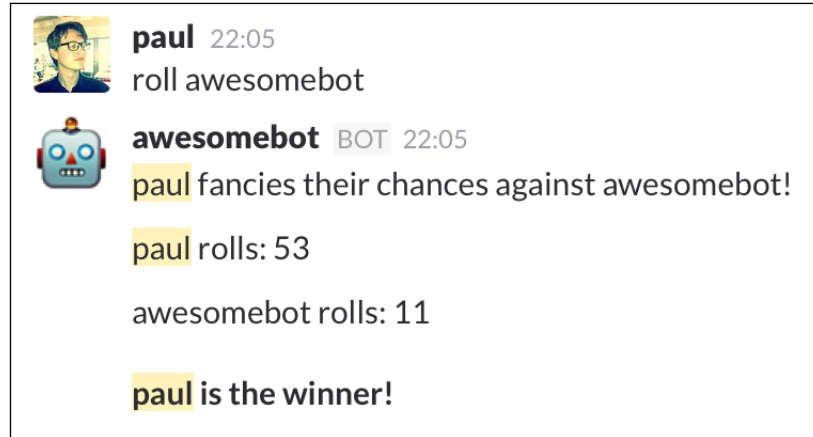 paul 22:05
roll awesomebot
awesomebot BOT 22:05
paul fancies their chances against awesomebot!
paul rolls: 53
awesomebot rolls: 11
paul is the winner!